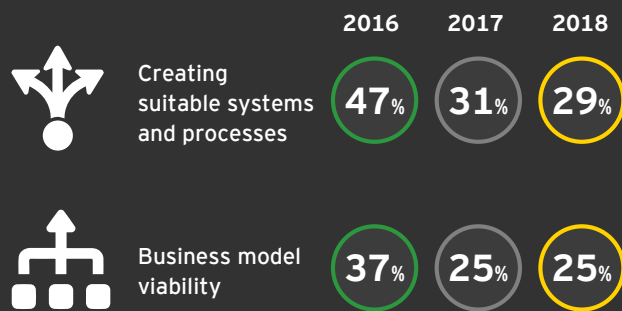 2016 2017 2018
Creating
suitable systems
and processes
47% 31% 29%
Business model
viability
37% 25% 25%